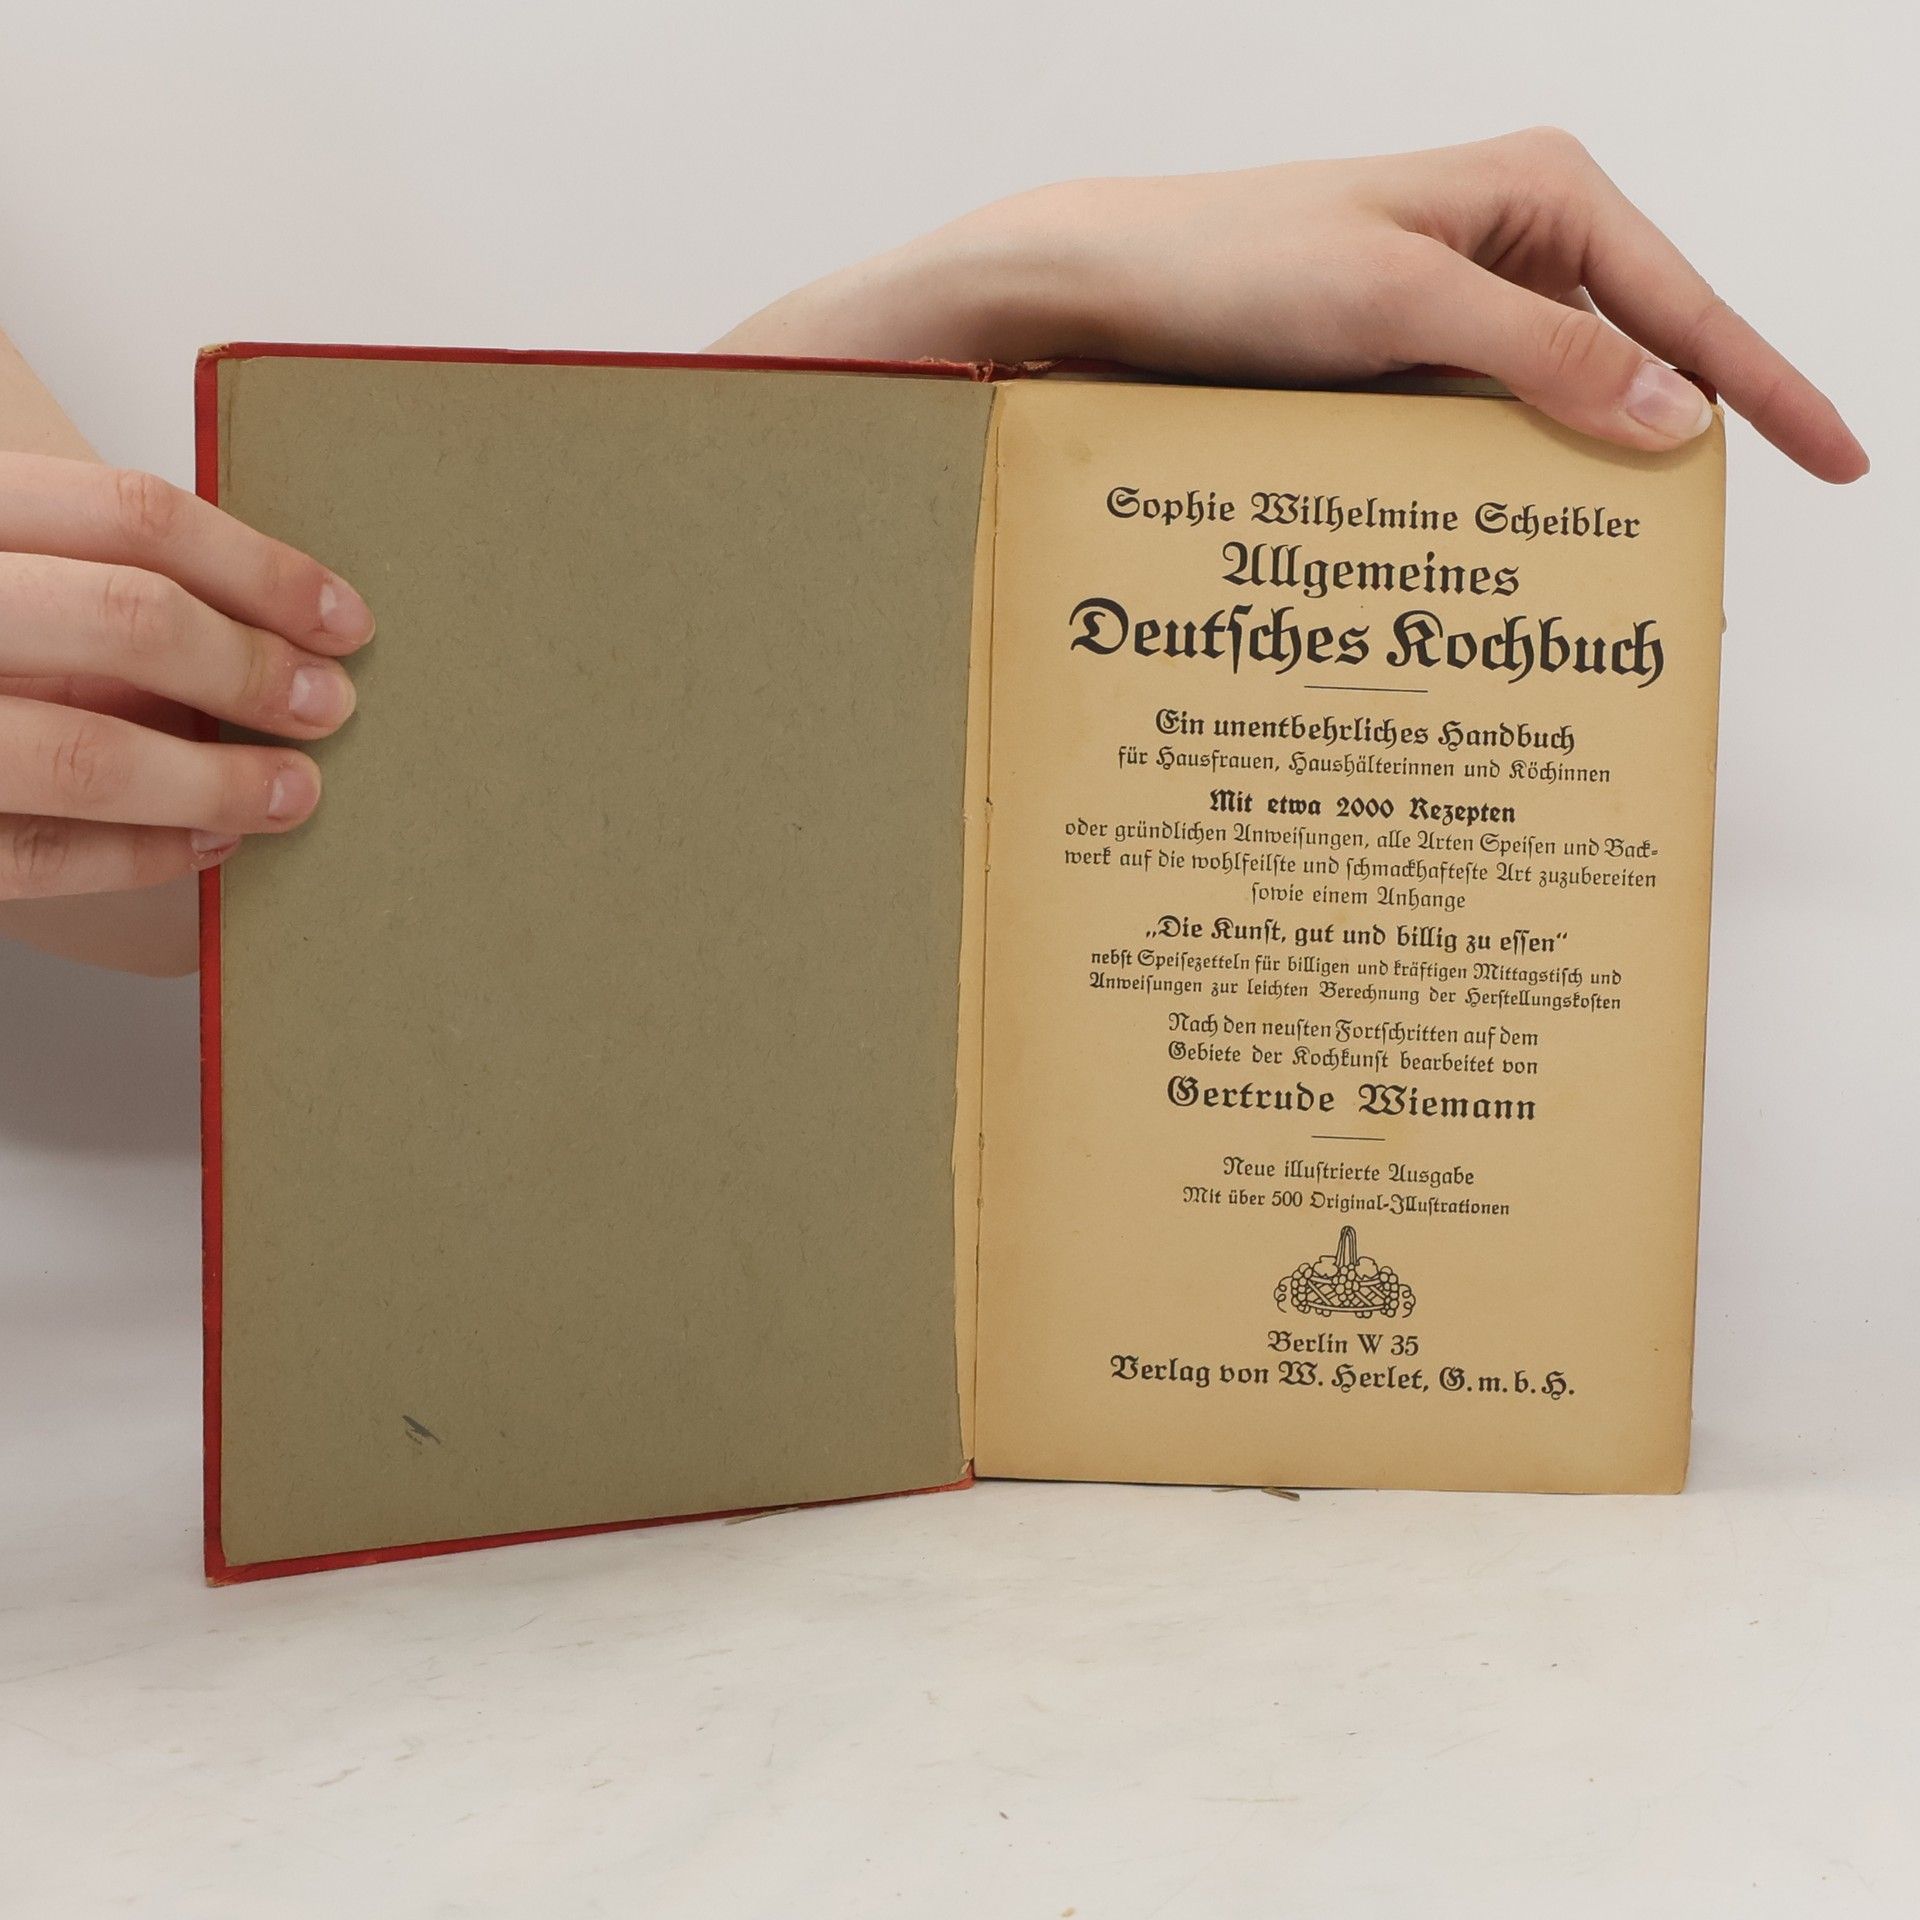 Sophie Wilhelmine Scheibler
Allgemeines
Deutſches Kochbuch
Ein unentbehrliches Handbuch
für Hausfrauen, Haushälterinnen und Köchinnen
Mit etwa 2000 Rezepten
oder gründlichen Anweiſungen, alle Arten Speiſen und Back-
werk auf die wohlfeilſte und ſchmackhafteſte Art zuzubereiten
ſowie einem Anhange
„Die Kunſt, gut und billig zu eſſen“
nebſt Speiſezetteln für billigen und kräftigen Mittagstiſch und
Anweiſungen zur leichten Berechnung der Herſtellungskoſten
Nach den neuſten Fortſchritten auf dem
Gebiete der Kochkunſt bearbeitet von
Gertrude Wiemann
Neue illuſtrierte Ausgabe
Mit über 500 Original-Illuſtrationen
Berlin W 35
Verlag von W. Herlet, G. m. b. H.